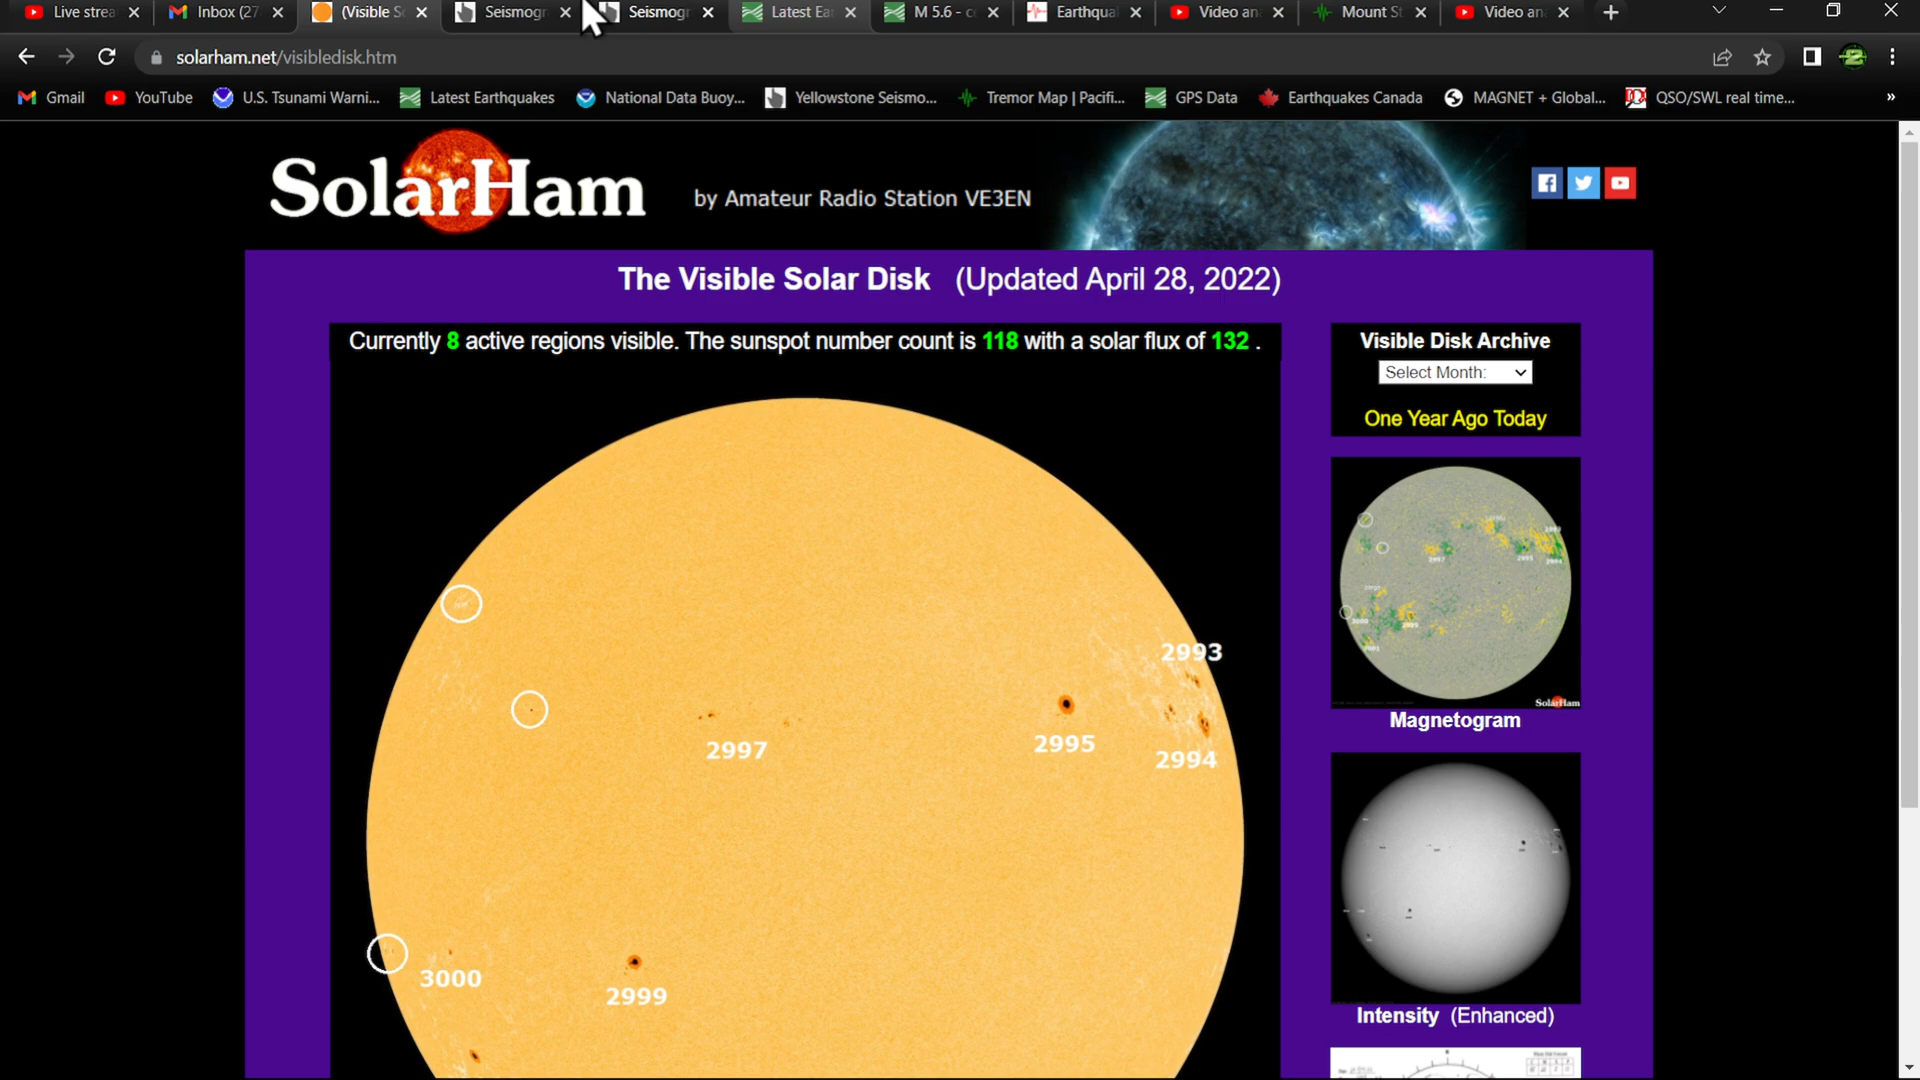 Live strea
Inbox (27
(Visible S
Seismogr
Seismogr
Latest Ea
M 5.6 - c
Earthqua
Video an
Mount St
Video an
solarham.net/visibledisk.htm
Gmail
YouTube
U.S. Tsunami Warni...
Latest Earthquakes
National Data Buoy...
Yellowstone Seismo...
Tremor Map | Pacifi...
GPS Data
Earthquakes Canada
MAGNET + Global...
QSO/SWL real time...
»
SolarHam
by Amateur Radio Station VE3EN
The Visible Solar Disk (Updated April 28, 2022)
Currently 8 active regions visible. The sunspot number count is 118 with a solar flux of 132 .
Visible Disk Archive
Select Month:
One Year Ago Today
2993
2997
2995
2994
3000
2999
SolarHam
Magnetogram
Intensity (Enhanced)